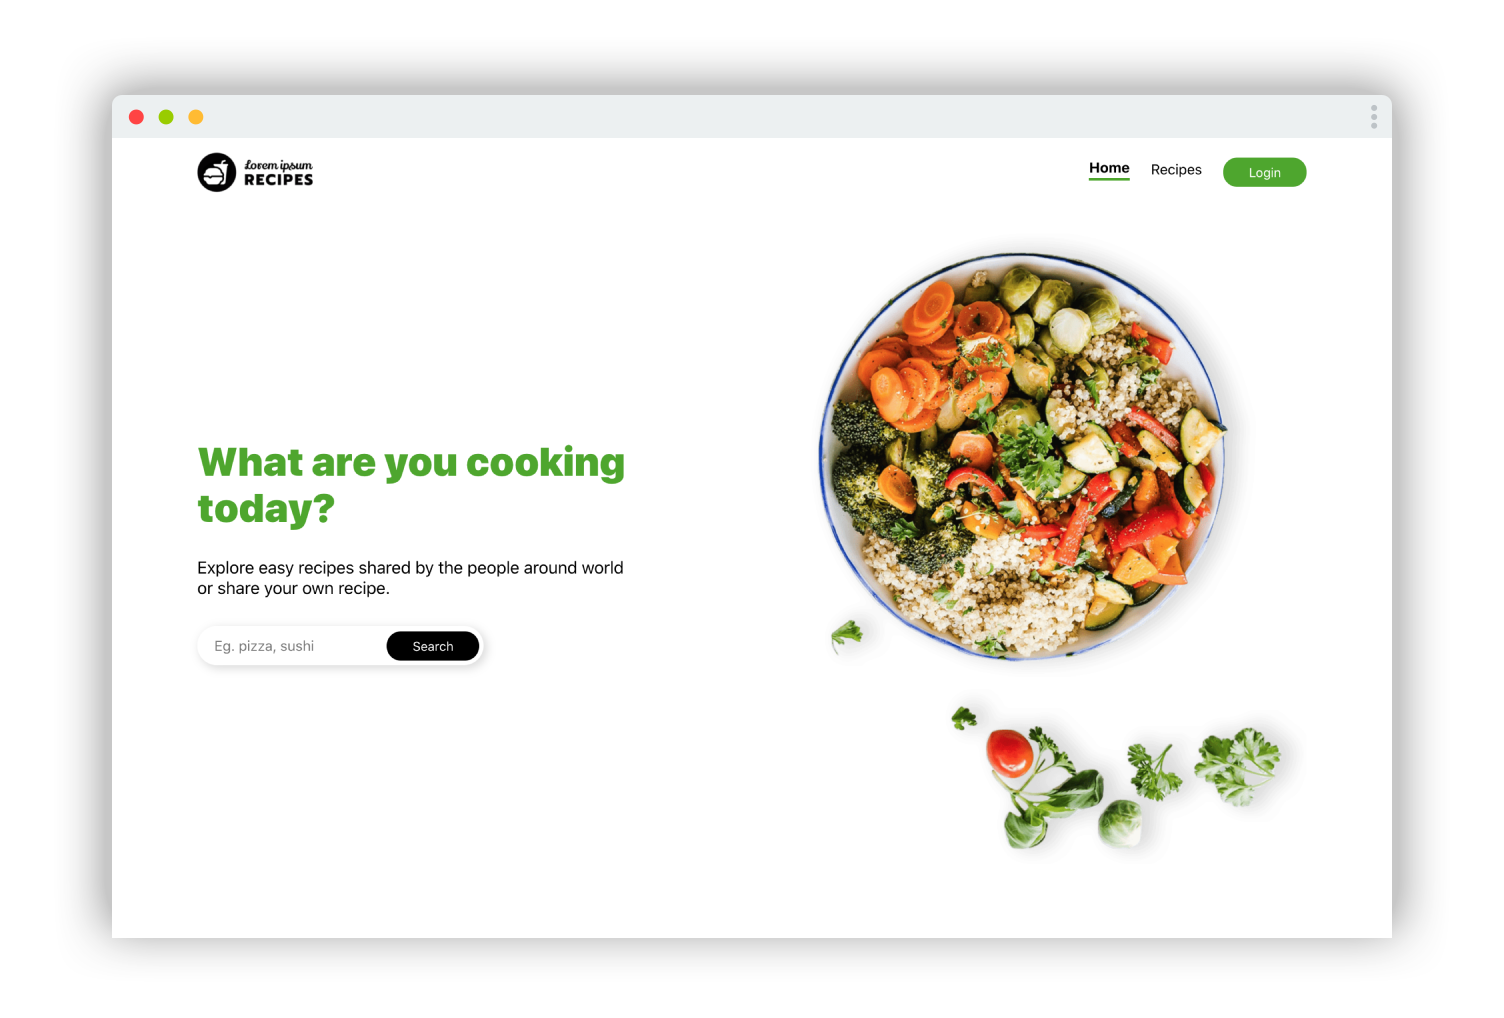 Lorem ipsum
RECIPES
Home
Recipes
Login
What are you cooking
today?
Explore easy recipes shared by the people around world
or share your own recipe.
Eg. pizza, sushi
Search